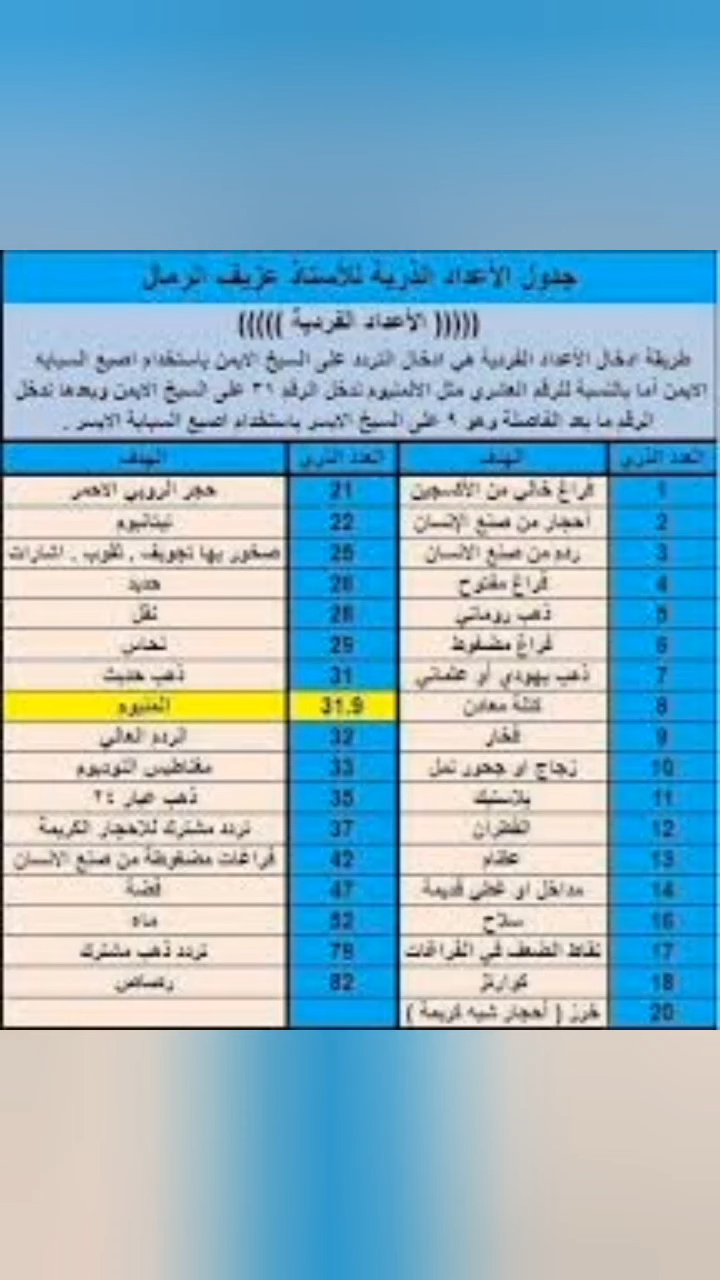 جدول الأعداد الذرية للأستاذ عزيف الرمال
((((( الأعداد الفردية )))))
طريقة ادخال الأعداد الفردية هي ادخال التردد على السيخ الايمن باستخدام اصبع السبابه
الايمن أما بالنسبة للرقم العشري مثل الالمنيوم ندخل الرقم ٣١ على السيخ الايمن وبعدها ندخل
الرقم ما بعد الفاصلة وهو ٩ على السيخ الايسر باستخدام اصبع السبابة الايسر .
العدد الذري الهدف العدد الذري الهدف
1 فراغ خالي من الأكسجين 21 حجر الروبي الاحمر
2 أحجار من صنع الإنسان 22 تيتانيوم
3 ردم من صنع الانسان 25 صخور بها تجويف , ثقوب , اشارات
4 فراغ مفتوح 26 حديد
5 ذهب روماني 28 نكل
6 فراغ مضغوط 29 نحاس
7 ذهب يهودي أو عثماني 31 ذهب حديث
8 كتلة معادن 31.9 المنيوم
9 فخار 32 الردم العالي
10 زجاج او جحور نمل 33 مغناطيس النوديوم
11 بلاستيك 35 ذهب عيار ٢٤
12 الفطران 37 تردد مشترك للاحجار الكريمة
13 عظام 42 فراغات مضغوطة من صنع الانسان
14 مداخل او غطي قديمة 47 فضة
16 سلاح 52 ماء
17 نقاط الضعف في الفراغات 79 تردد ذهب مشترك
18 كوارتز 82 رصاص
20 خرز ( أحجار شبه كريمة )